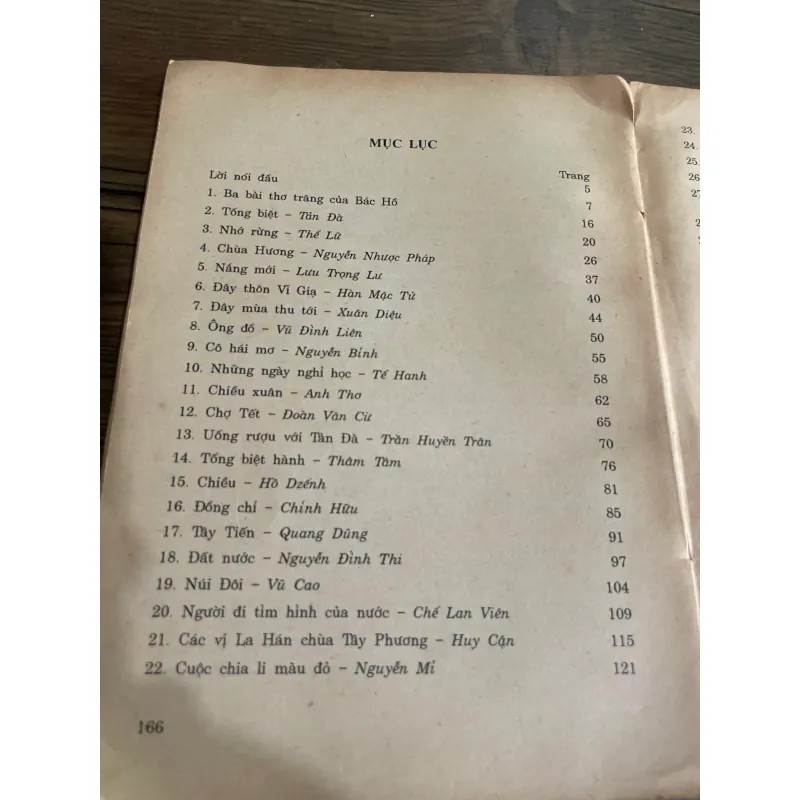 MỤC LỤC
Trang
Lời nói đầu 5
1. Ba bài thơ trăng của Bác Hồ 7
2. Tống biệt – Tản Đà 16
3. Nhớ rừng – Thế Lữ 20
4. Chùa Hương – Nguyễn Nhược Pháp 26
5. Nắng mới – Lưu Trọng Lư 37
6. Đây thôn Vĩ Giạ – Hàn Mặc Tử 40
7. Đây mùa thu tới – Xuân Diệu 44
8. Ông đồ – Vũ Đình Liên 50
9. Cô hái mơ – Nguyễn Bính 55
10. Những ngày nghỉ học – Tế Hanh 58
11. Chiều xuân – Anh Thơ 62
12. Chợ Tết – Đoàn Văn Cừ 65
13. Uống rượu với Tản Đà – Trần Huyền Trân 70
14. Tống biệt hành – Thâm Tâm 76
15. Chiều – Hồ Dzếnh 81
16. Đồng chí – Chính Hữu 85
17. Tây Tiến – Quang Dũng 91
18. Đất nước – Nguyễn Đình Thi 97
19. Núi Đôi – Vũ Cao 104
20. Người đi tìm hình của nước – Chế Lan Viên 109
21. Các vị La Hán chùa Tây Phương – Huy Cận 115
22. Cuộc chia li màu đỏ – Nguyễn Mĩ 121
166
23.
24.
25.
26
27